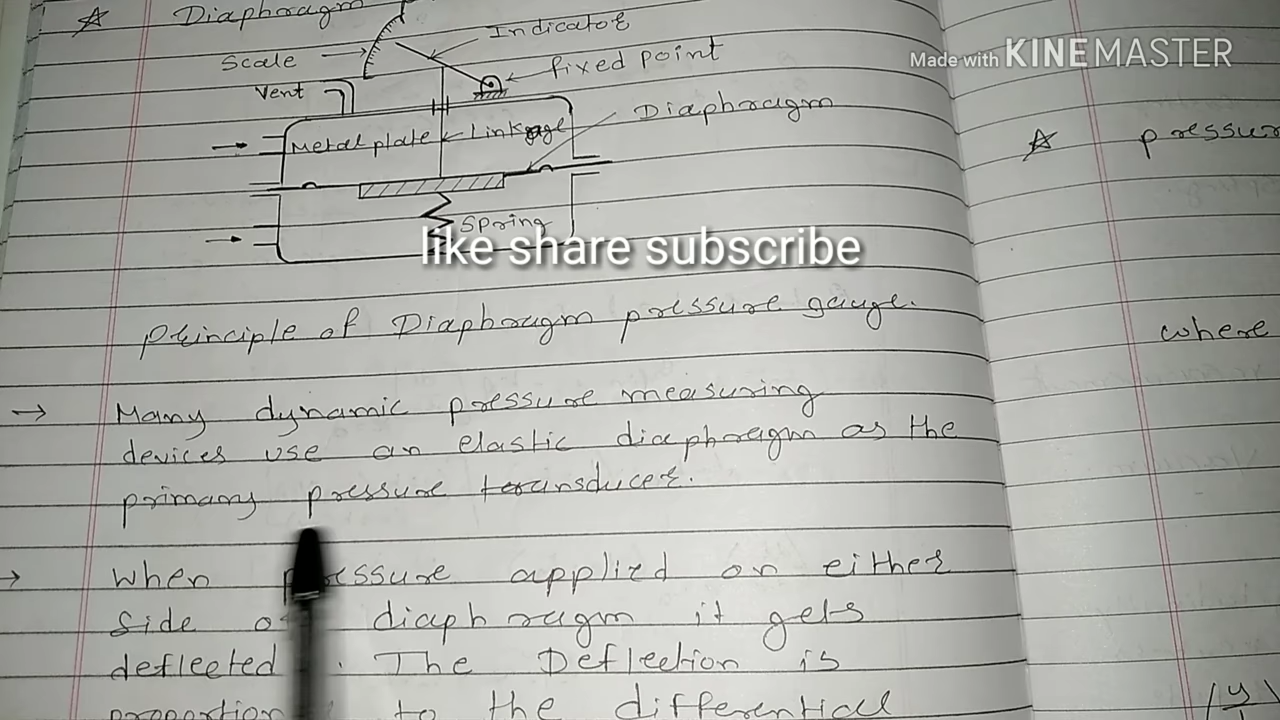 ☆ Diaphragm
Indicator
Scale
fixed point
Vent
Diaphragm
Metal plate
Linkage
Spring
Made with KINEMASTER
like share subscribe
Principle of Diaphragm pressure gauge.
→ Many dynamic pressure measuring
devices use an elastic diaphragm as the
primary pressure transducer.
→ When pressure applied on either
side of diaphragm it gets
deflected. The Deflection is
to the differential
☆ pressur
where